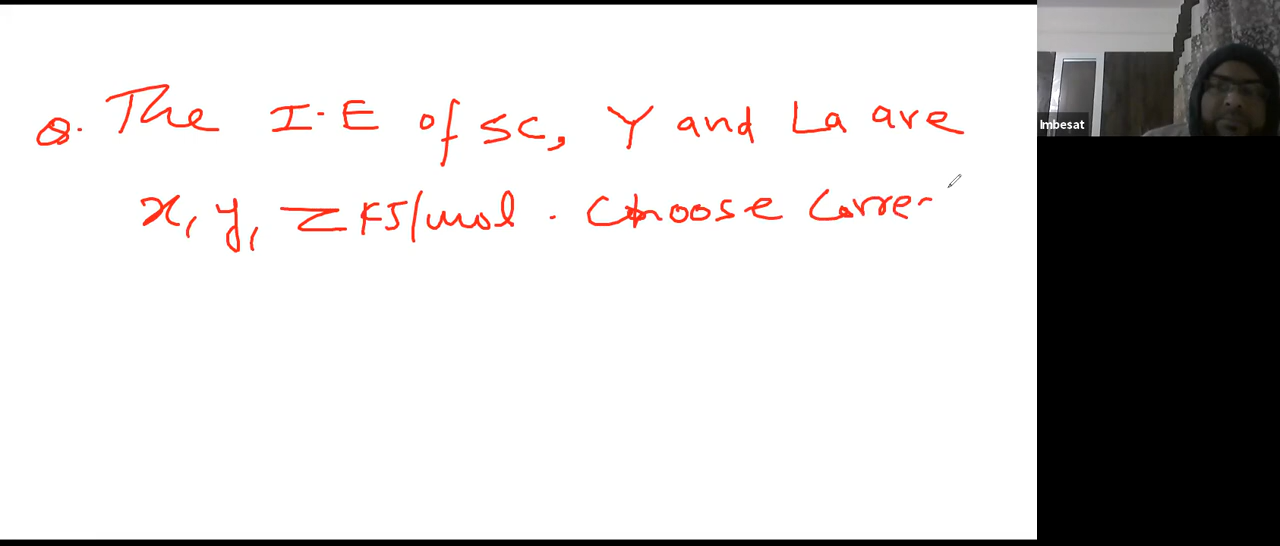 Q. The I.E of Sc, Y and La are
x, y, z KJ/mol. Choose Corre
Imbesat